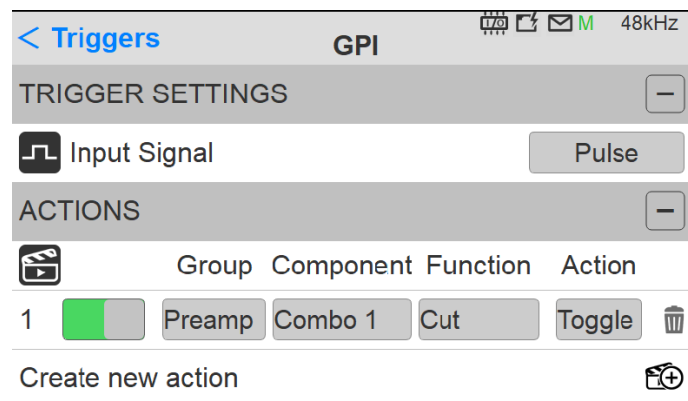 < Triggers
GPI
I/O
M 48kHz
TRIGGER SETTINGS
Input Signal Pulse
ACTIONS
Group Component Function Action
1 Preamp Combo 1 Cut Toggle
Create new action